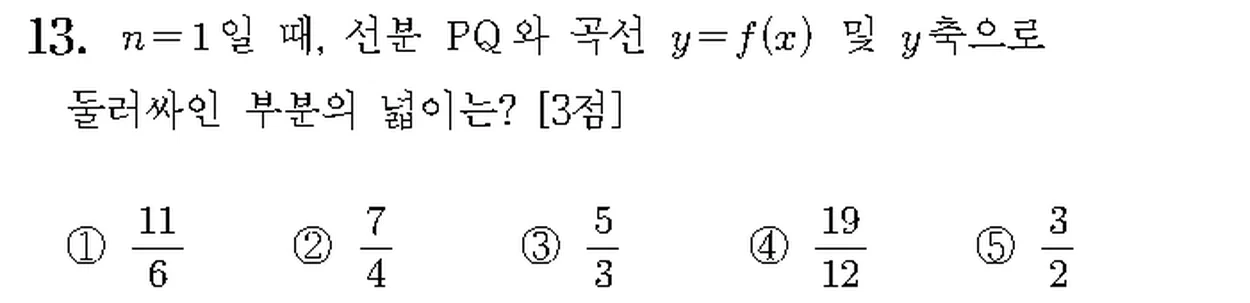 13. n=1일 때, 선분 PQ와 곡선 y=f(x) 및 y축으로
둘러싸인 부분의 넓이는? [3점]
① 11/6 ② 7/4 ③ 5/3 ④ 19/12 ⑤ 3/2